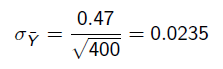 σ_Ȳ = 0.47 / √400 = 0.0235